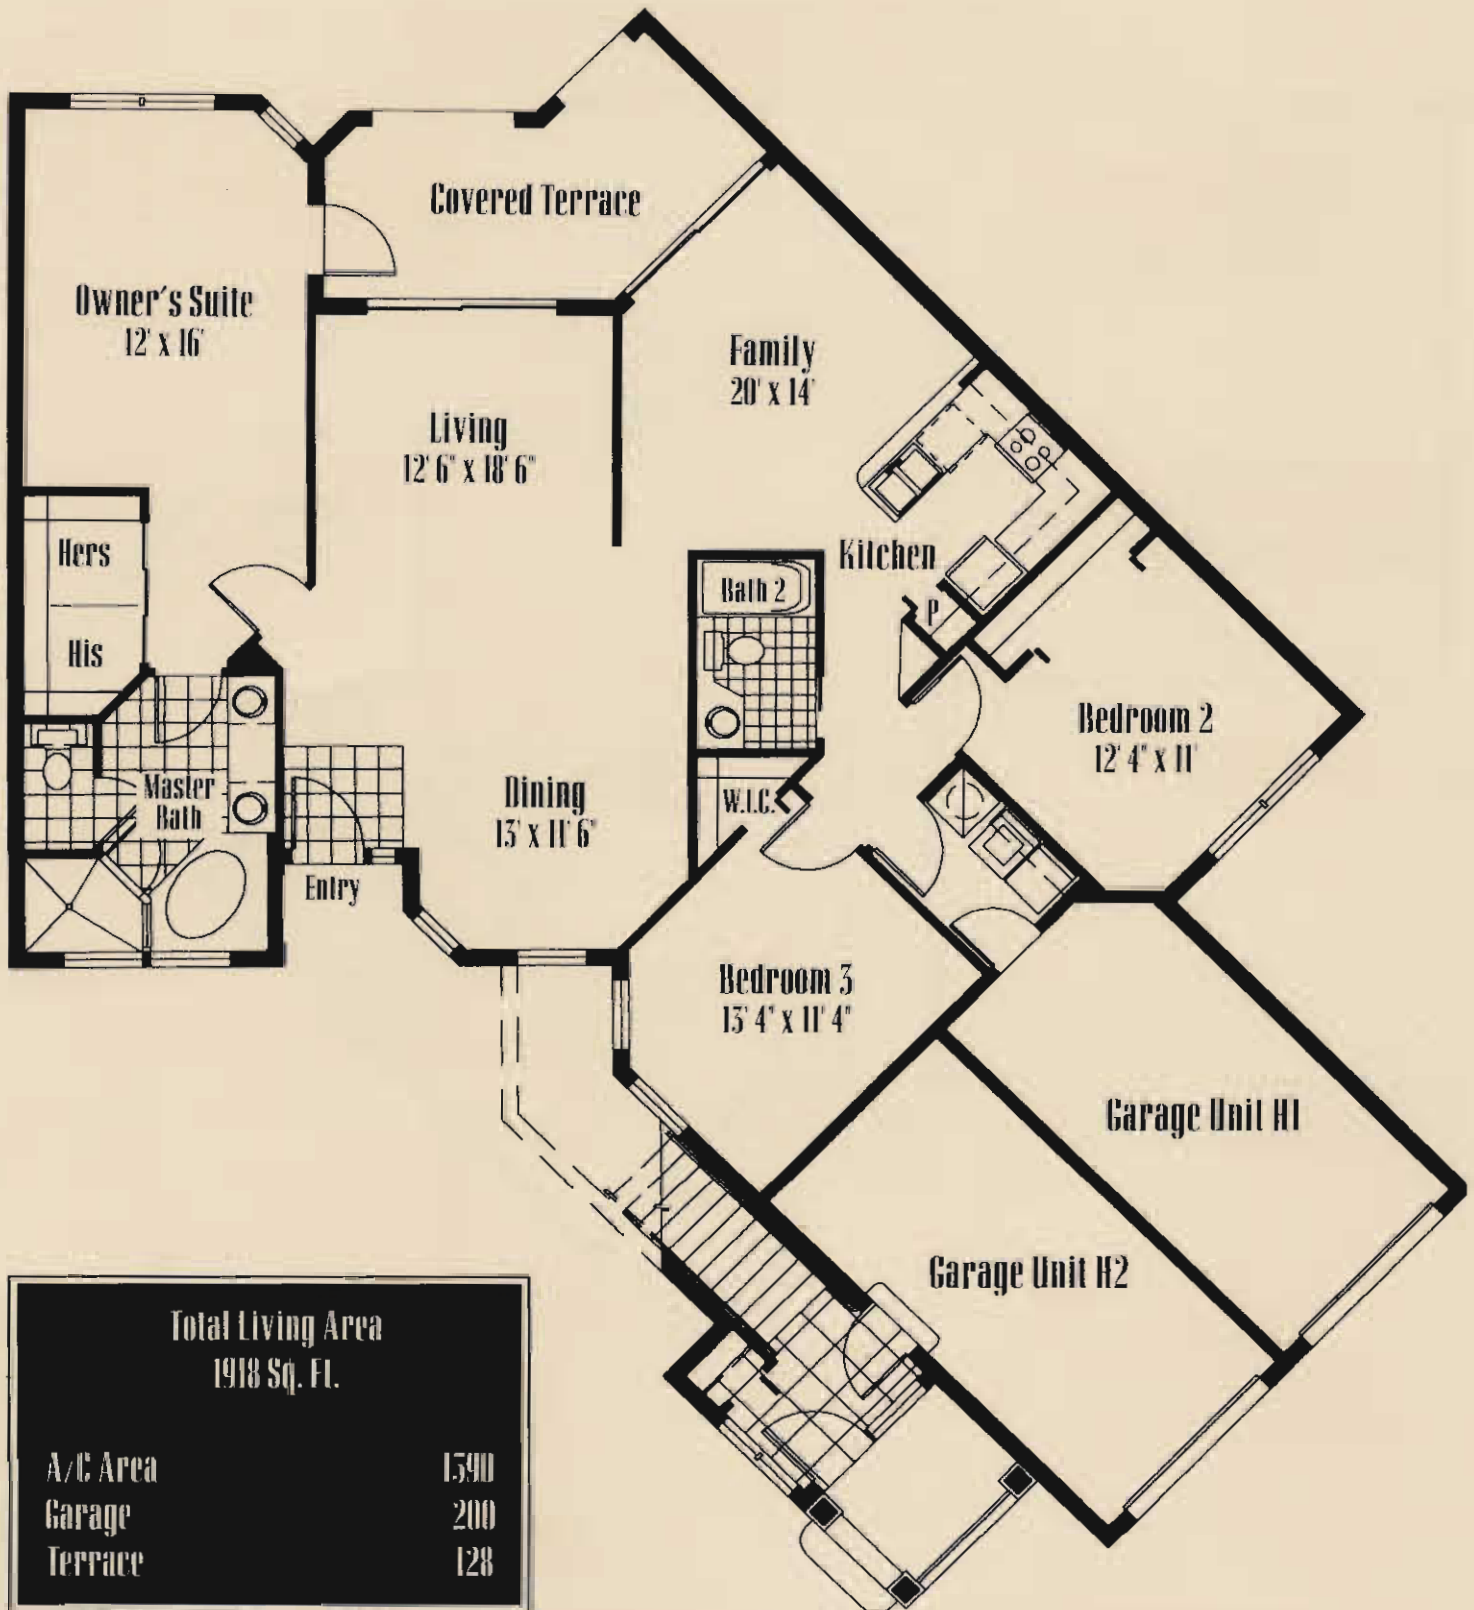 Covered Terrace
Owner's Suite
12' x 16'
Family
20' x 14'
Living
12' 6" x 18' 6"
Hers
His
Kitchen
Bath 2
P
Bedroom 2
12' 4" x 11'
Master
Bath
Dining
13' x 11' 6"
W.I.C.
Entry
Bedroom 3
13' 4" x 11' 4"
Garage Unit H1
Garage Unit H2
Total Living Area
1918 Sq. Ft.
A/C Area 1590
Garage 200
Terrace 128